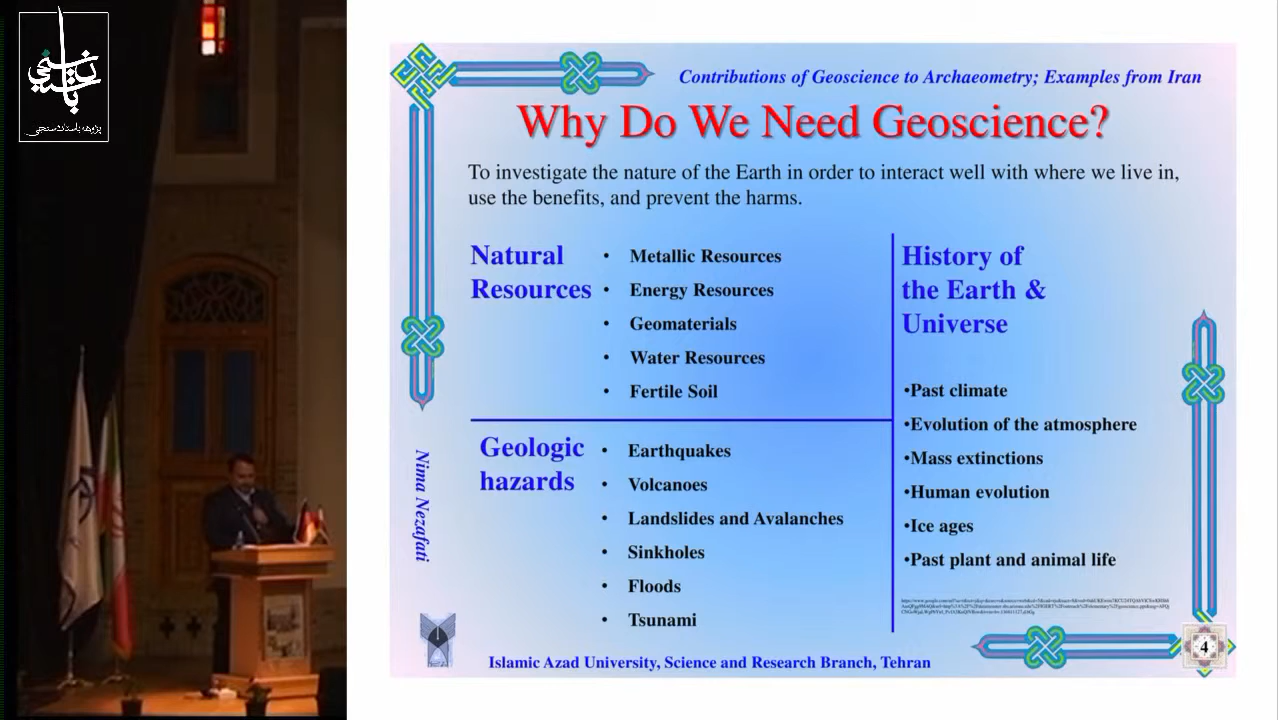 پژوهه باستان‌سنجی
Contributions of Geoscience to Archaeometry; Examples from Iran
Why Do We Need Geoscience?
To investigate the nature of the Earth in order to interact well with where we live in,
use the benefits, and prevent the harms.
Natural
Resources
• Metallic Resources
• Energy Resources
• Geomaterials
• Water Resources
• Fertile Soil
Geologic
hazards
• Earthquakes
• Volcanoes
• Landslides and Avalanches
• Sinkholes
• Floods
• Tsunami
History of
the Earth &
Universe
•Past climate
•Evolution of the atmosphere
•Mass extinctions
•Human evolution
•Ice ages
•Past plant and animal life
Nima Nezafati
Islamic Azad University, Science and Research Branch, Tehran
4